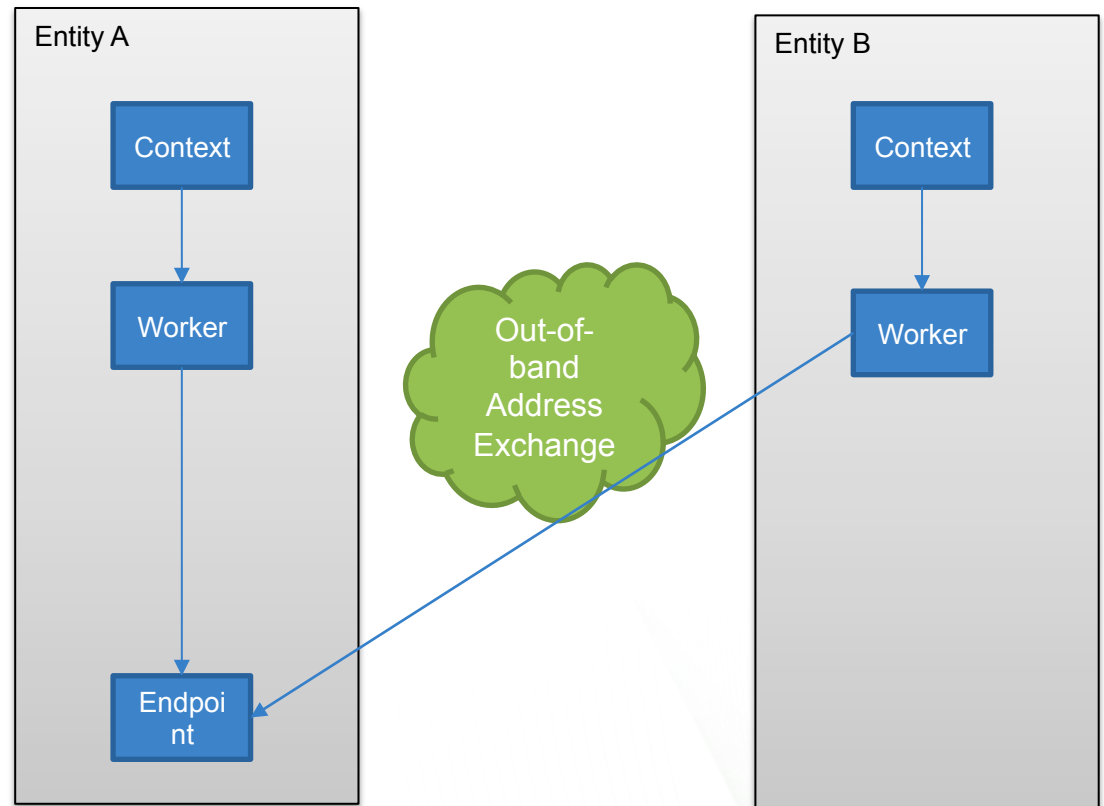 Entity A
Context
Worker
Endpoi
nt
Out-of-
band
Address
Exchange
Entity B
Context
Worker